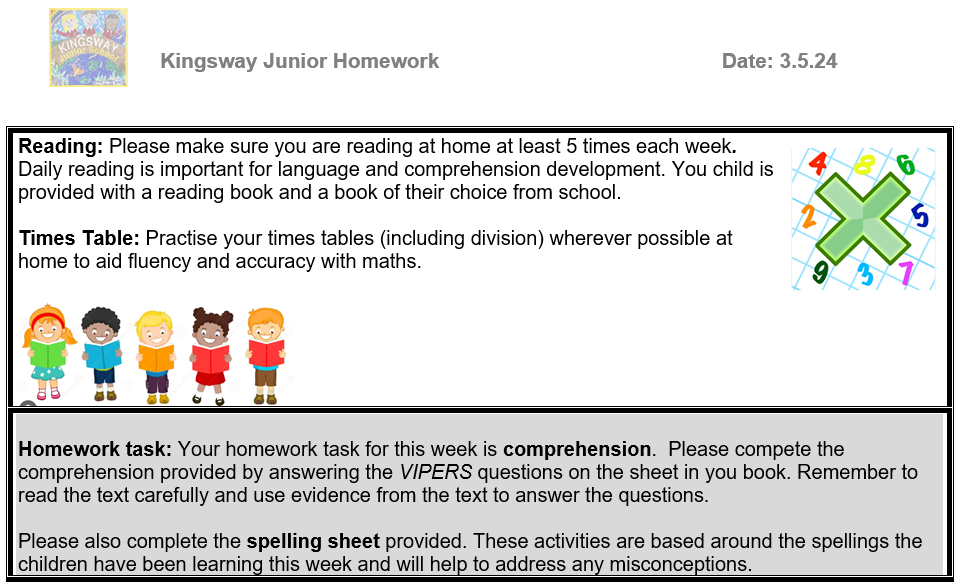 KINGSWAY
Junior School
Kingsway Junior Homework Date: 3.5.24
Reading: Please make sure you are reading at home at least 5 times each week.
Daily reading is important for language and comprehension development. You child is
provided with a reading book and a book of their choice from school.
Times Table: Practise your times tables (including division) wherever possible at
home to aid fluency and accuracy with maths.
4 8 6
2 5
9 3 7
Homework task: Your homework task for this week is comprehension. Please compete the
comprehension provided by answering the VIPERS questions on the sheet in you book. Remember to
read the text carefully and use evidence from the text to answer the questions.
Please also complete the spelling sheet provided. These activities are based around the spellings the
children have been learning this week and will help to address any misconceptions.